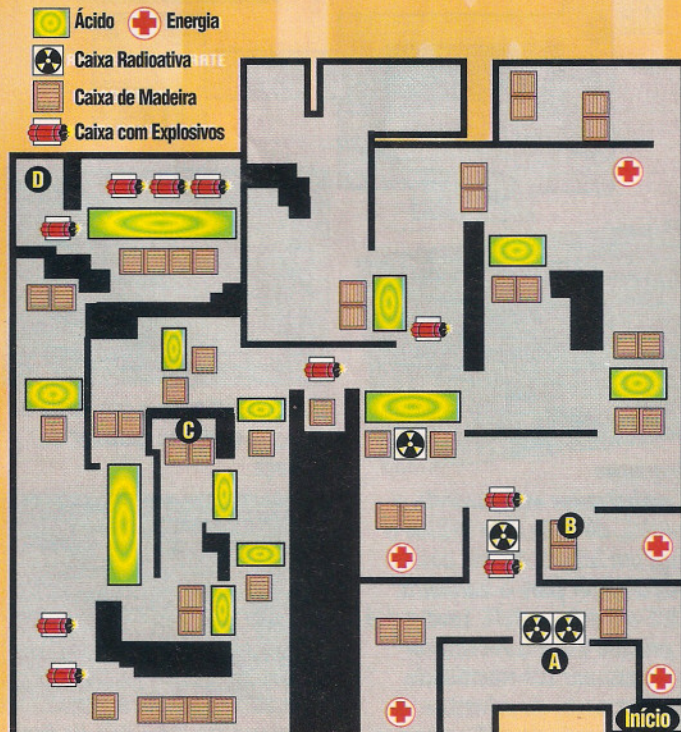 Ácido Energia
Caixa Radioativa
Caixa de Madeira
Caixa com Explosivos
D
C
B
A
Início